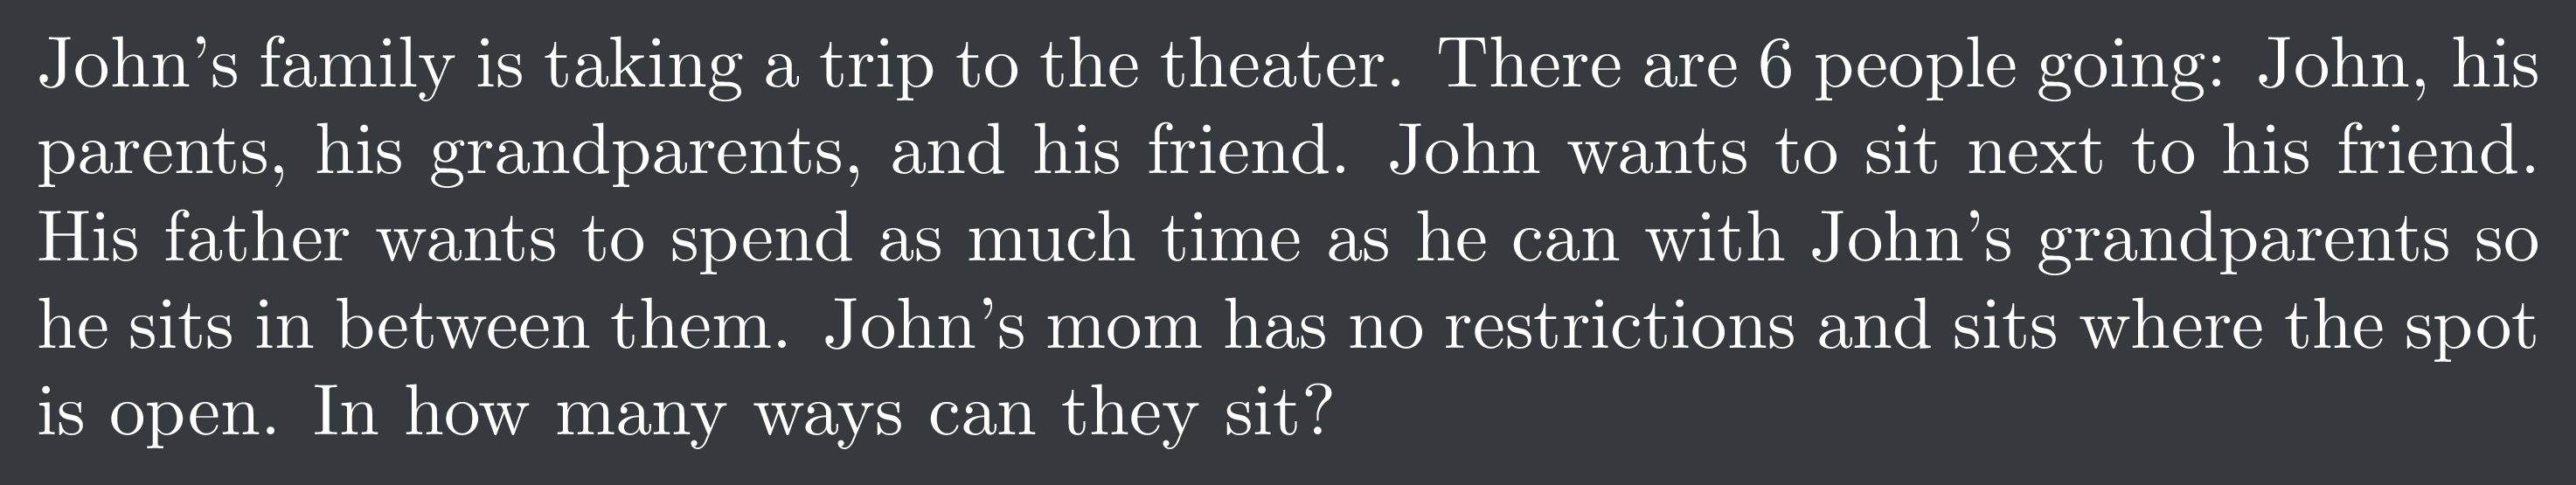 John's family is taking a trip to the theater. There are 6 people going: John, his
parents, his grandparents, and his friend. John wants to sit next to his friend.
His father wants to spend as much time as he can with John's grandparents so
he sits in between them. John's mom has no restrictions and sits where the spot
is open. In how many ways can they sit?